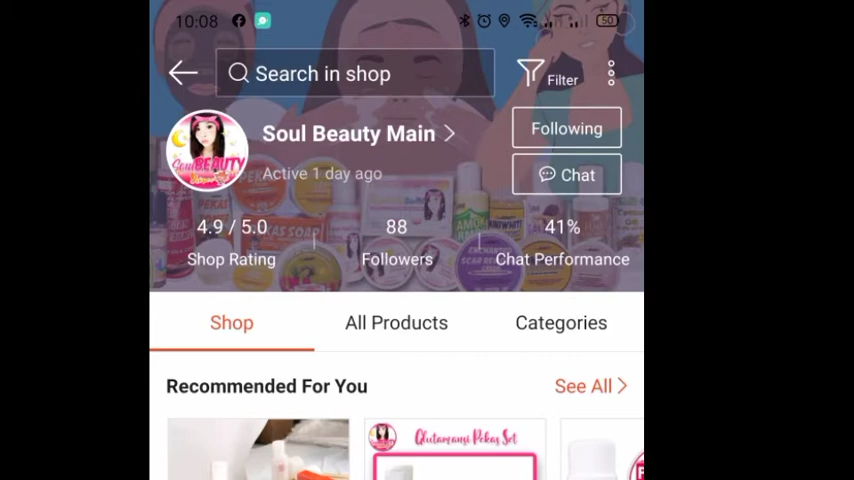 10:08
50
Search in shop
Filter
Soul Beauty Main
Following
Active 1 day ago
Chat
4.9 / 5.0
88
41%
Shop Rating
Followers
Chat Performance
Shop
All Products
Categories
Recommended For You
See All
Glutamansi Pekas Set